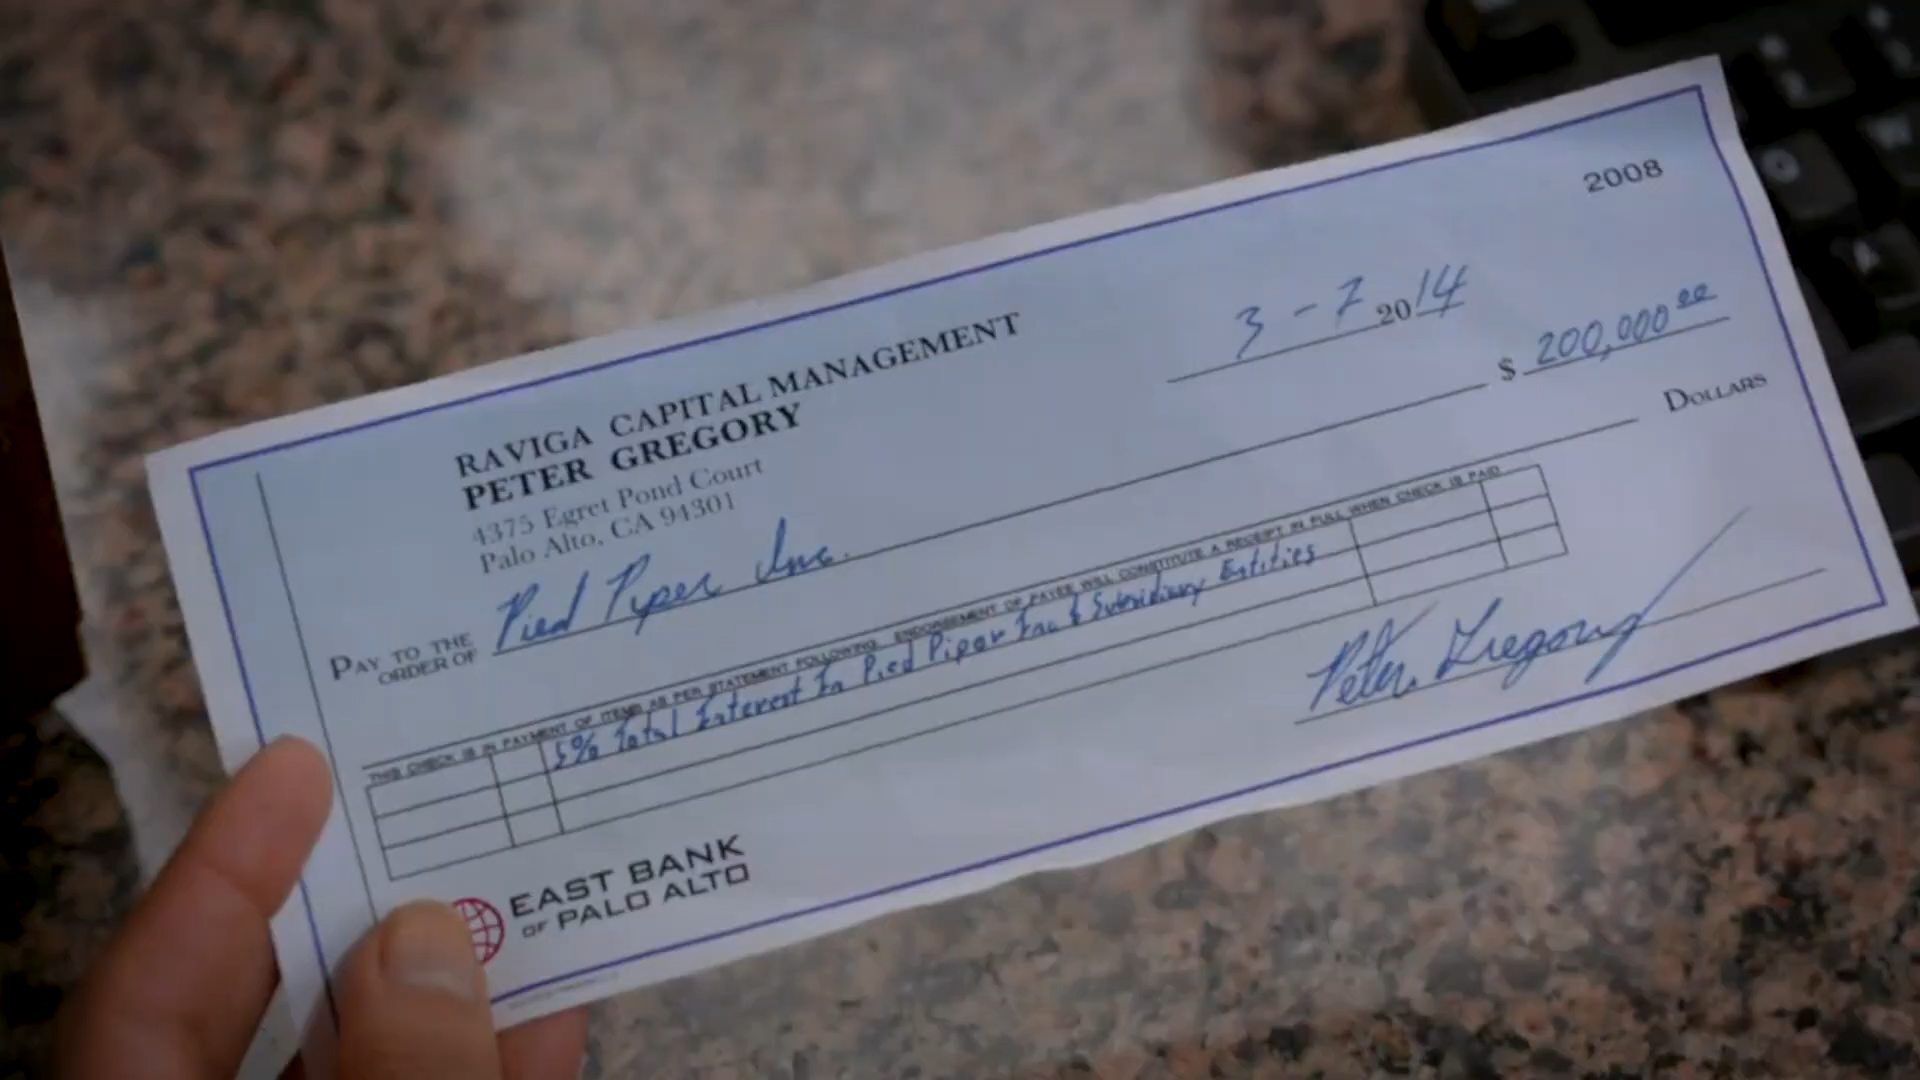 2008
3 - 7 2014
RAVIGA CAPITAL MANAGEMENT
PETER GREGORY
4375 Egret Pond Court
Palo Alto, CA 94301
$ 200,000 00
PAY TO THE ORDER OF Pied Piper Inc.
DOLLARS
THIS CHECK IS IN PAYMENT OF ITEMS AS PER STATEMENT FOLLOWING. ENDORSEMENT OF PAYEE WILL CONSTITUTE A RECEIPT IN FULL WHEN CHECK IS PAID
5% Total Interest In Pied Piper Inc & Subsidiary Entities
Peter Gregory
EAST BANK
OF PALO ALTO